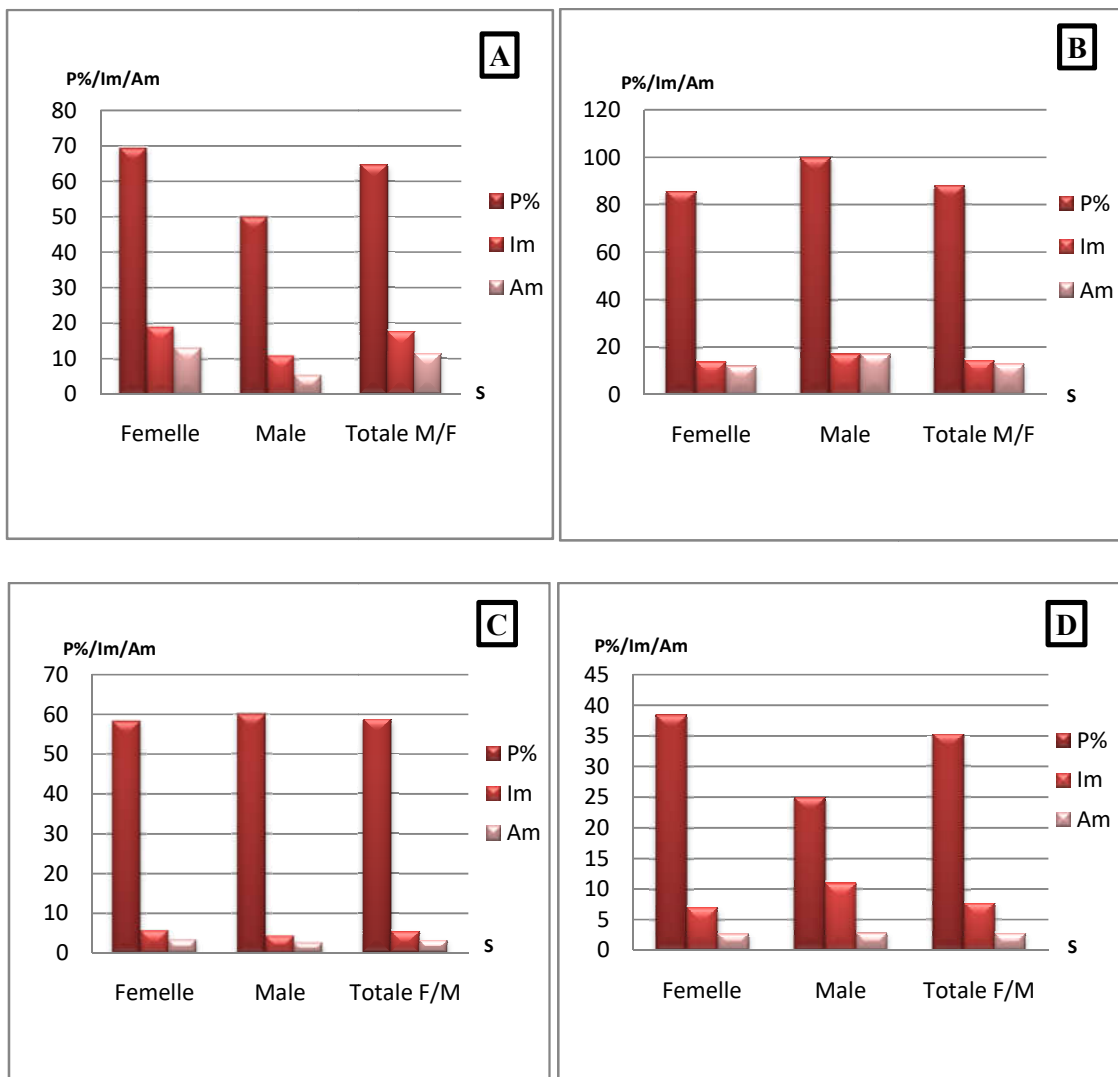 A
P%/Im/Am
80
70
60
50
40
30
20
10
0
P%
Im
Am
S
Femelle Male Totale M/F
B
P%/Im/Am
120
100
80
60
40
20
0
P%
Im
Am
S
Femelle Male Totale M/F
C
P%/Im/Am
70
60
50
40
30
20
10
0
P%
Im
Am
S
Femelle Male Totale F/M
D
P%/Im/Am
45
40
35
30
25
20
15
10
5
0
P%
Im
Am
S
Femelle Male Totale F/M